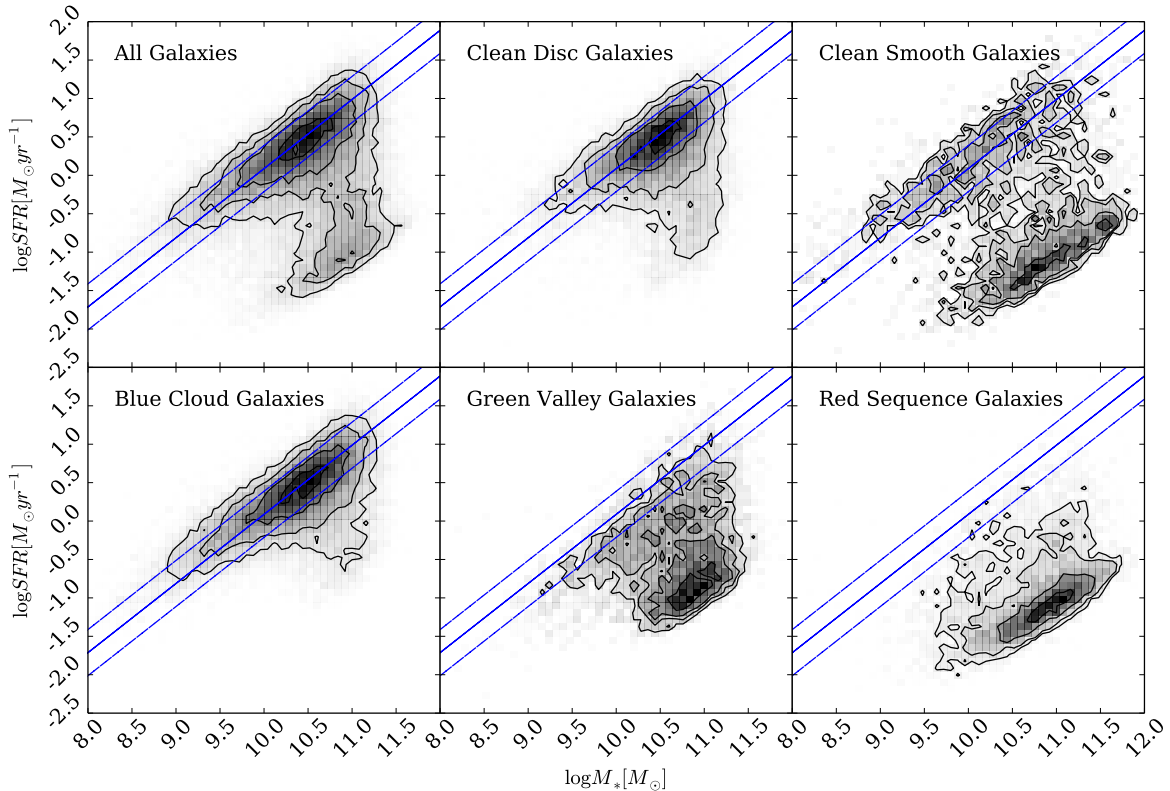 All Galaxies
Clean Disc Galaxies
Clean Smooth Galaxies
2.0
1.5
1.0
0.5
0.0
-0.5
-1.0
-1.5
-2.0
-2.5
logSFR[M⊙yr⁻¹]
Blue Cloud Galaxies
Green Valley Galaxies
Red Sequence Galaxies
1.5
1.0
0.5
0.0
-0.5
-1.0
-1.5
-2.0
-2.5
logSFR[M⊙yr⁻¹]
8.0 8.5 9.0 9.5 10.0 10.5 11.0 11.5 8.0 8.5 9.0 9.5 10.0 10.5 11.0 11.5 8.0 8.5 9.0 9.5 10.0 10.5 11.0 11.5 12.0
logM*[M⊙]